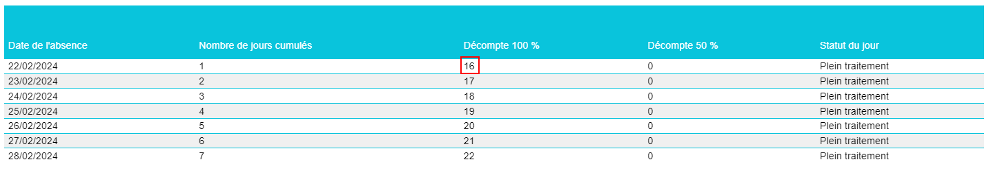 Date de l'absence Nombre de jours cumulés Décompte 100 % Décompte 50 % Statut du jour
22/02/2024 1 16 0 Plein traitement
23/02/2024 2 17 0 Plein traitement
24/02/2024 3 18 0 Plein traitement
25/02/2024 4 19 0 Plein traitement
26/02/2024 5 20 0 Plein traitement
27/02/2024 6 21 0 Plein traitement
28/02/2024 7 22 0 Plein traitement